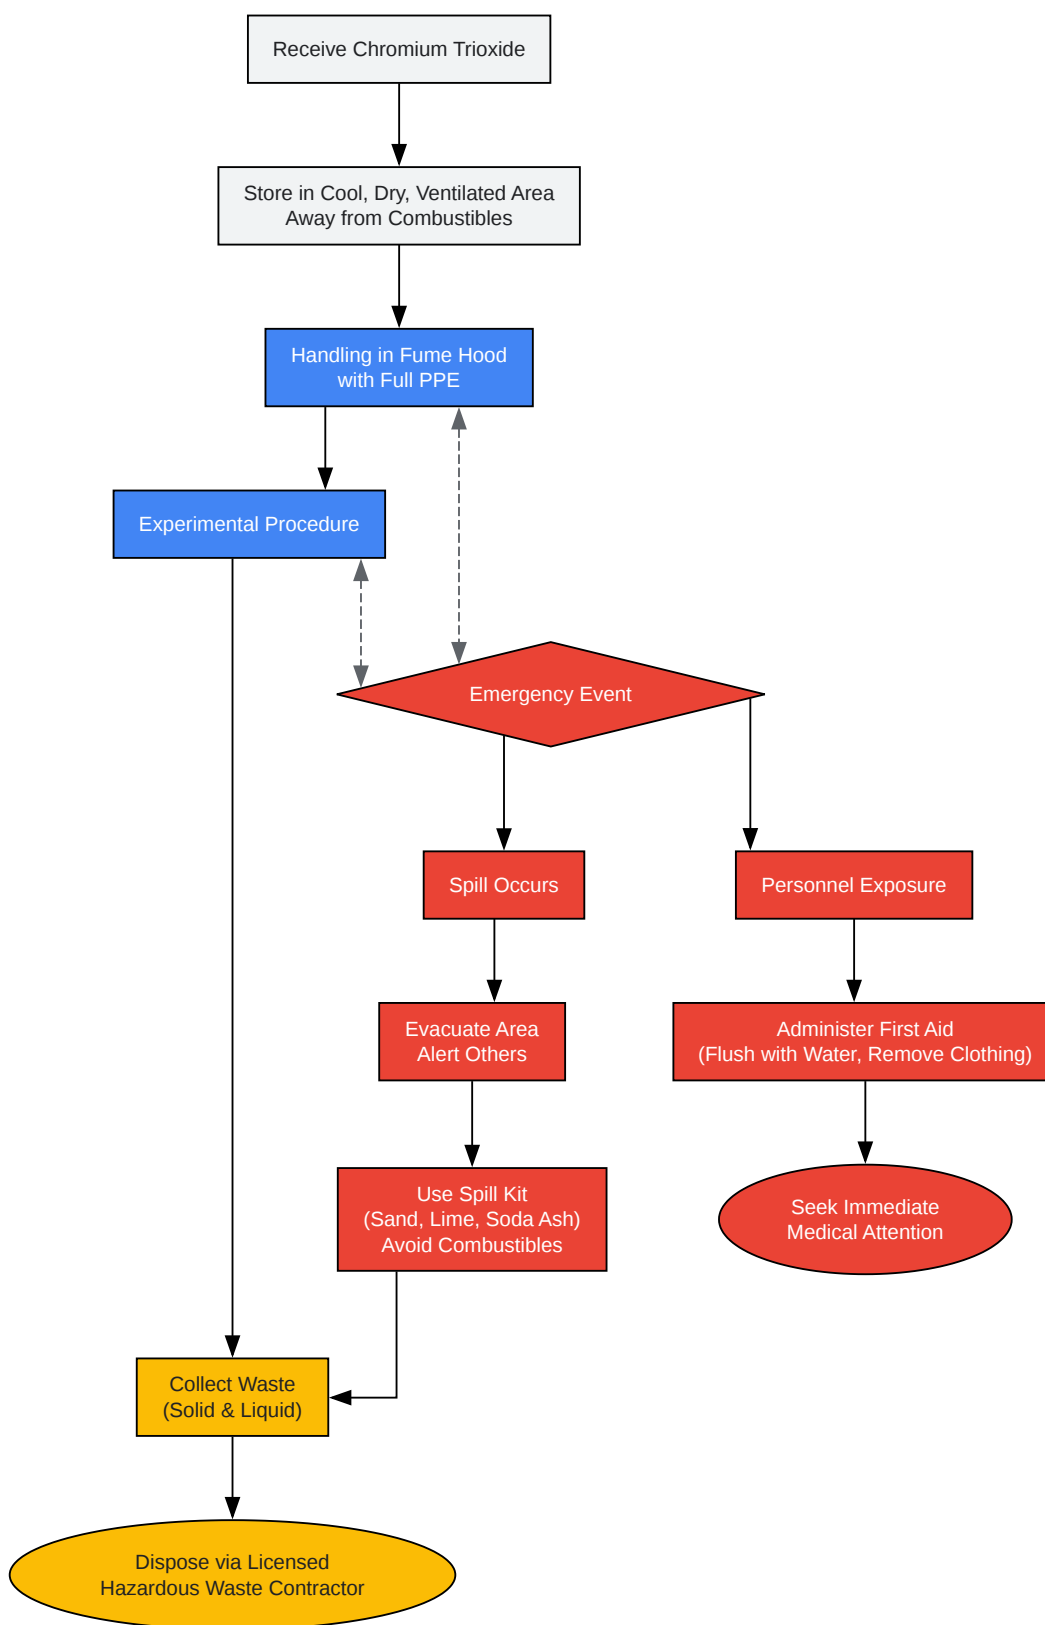 Receive Chromium Trioxide
Store in Cool, Dry, Ventilated Area
Away from Combustibles
Handling in Fume Hood
with Full PPE
Experimental Procedure
Emergency Event
Spill Occurs
Personnel Exposure
Evacuate Area
Alert Others
Administer First Aid
(Flush with Water, Remove Clothing)
Use Spill Kit
(Sand, Lime, Soda Ash)
Avoid Combustibles
Seek Immediate
Medical Attention
Collect Waste
(Solid & Liquid)
Dispose via Licensed
Hazardous Waste Contractor